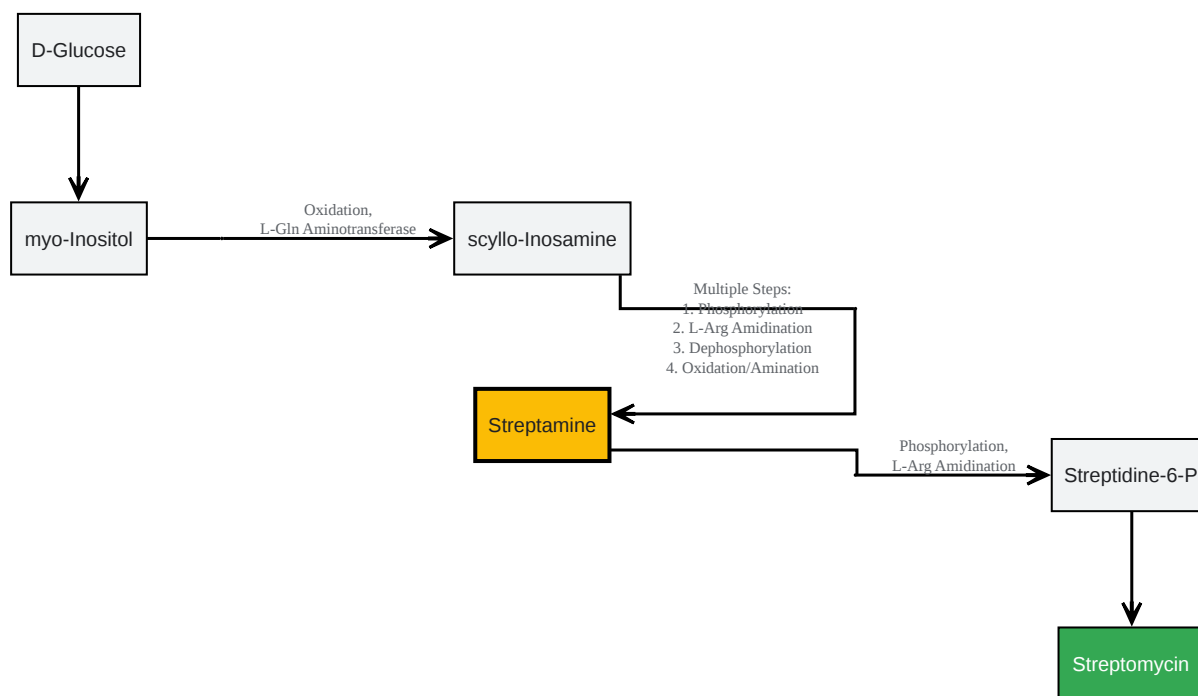 D-Glucose
myo-Inositol
Oxidation,
L-Gln Aminotransferase
scyllo-Inosamine
Multiple Steps:
1. Phosphorylation
2. L-Arg Amidination
3. Dephosphorylation
4. Oxidation/Amination
Streptamine
Phosphorylation,
L-Arg Amidination
Streptidine-6-P
Streptomycin